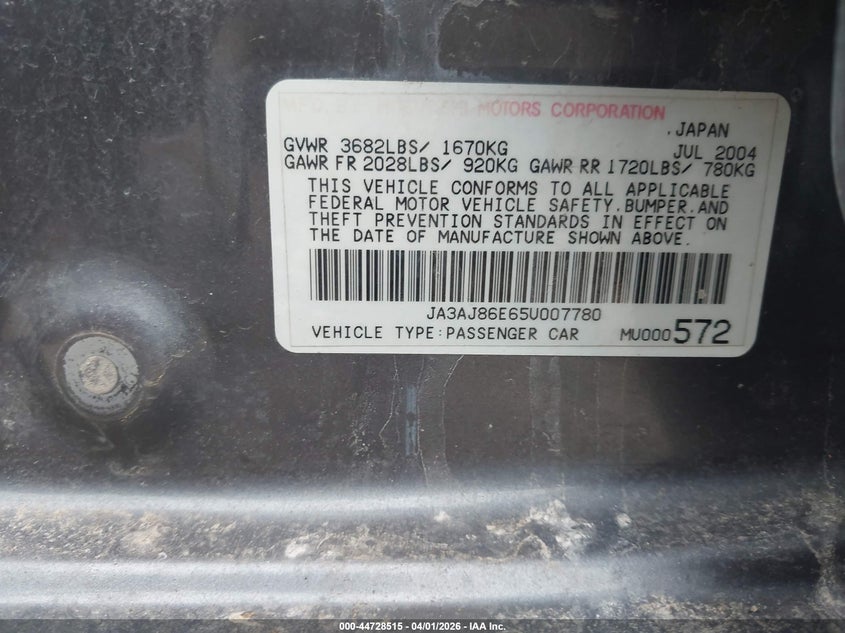 MOTORS CORPORATION
, JAPAN
GVWR 3682LBS/ 1670KG JUL 2004
GAWR FR 2028LBS/ 920KG GAWR RR 1720LBS/ 780KG
THIS VEHICLE CONFORMS TO ALL APPLICABLE
FEDERAL MOTOR VEHICLE SAFETY, BUMPER, AND
THEFT PREVENTION STANDARDS IN EFFECT ON
THE DATE OF MANUFACTURE SHOWN ABOVE.
JA3AJ86E65U007780
VEHICLE TYPE: PASSENGER CAR MU000572
000-44728515 - 04/01/2026 - IAA Inc.